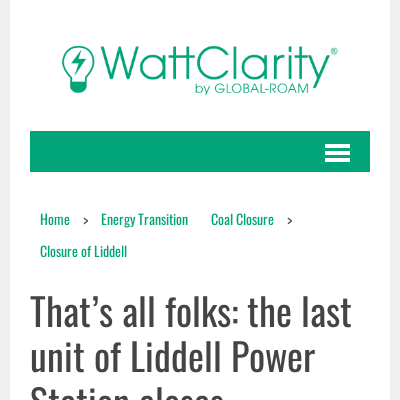 WattClarity®
by GLOBAL-ROAM
Home > Energy Transition Coal Closure >
Closure of Liddell
That’s all folks: the last
unit of Liddell Power
Station closes